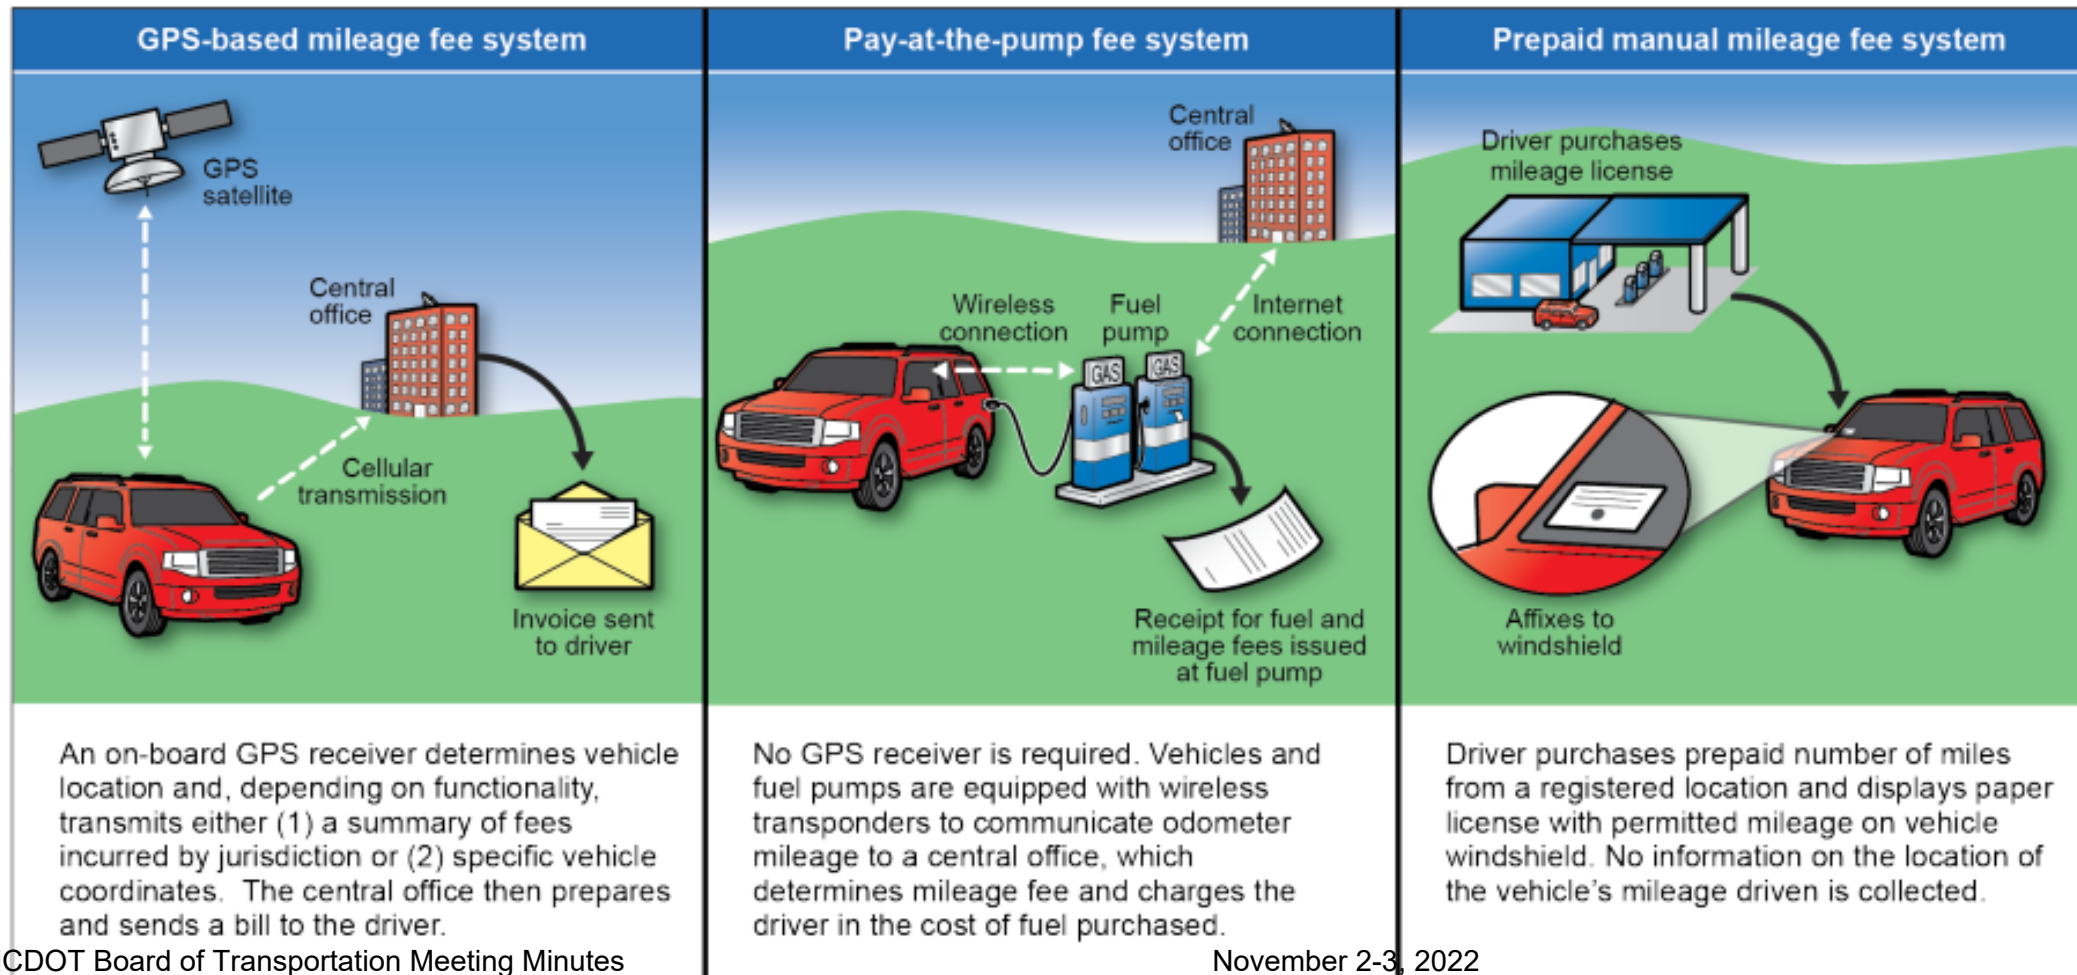 GPS-based mileage fee system
GPS
satellite
Central
office
Cellular
transmission
Invoice sent
to driver
An on-board GPS receiver determines vehicle
location and, depending on functionality,
transmits either (1) a summary of fees
incurred by jurisdiction or (2) specific vehicle
coordinates.  The central office then prepares
and sends a bill to the driver.
Pay-at-the-pump fee system
Central
office
Wireless
connection
Fuel
pump
Internet
connection
GAS
GAS
Receipt for fuel and
mileage fees issued
at fuel pump
No GPS receiver is required. Vehicles and
fuel pumps are equipped with wireless
transponders to communicate odometer
mileage to a central office, which
determines mileage fee and charges the
driver in the cost of fuel purchased.
Prepaid manual mileage fee system
Driver purchases
mileage license
Affixes to
windshield
Driver purchases prepaid number of miles
from a registered location and displays paper
license with permitted mileage on vehicle
windshield. No information on the location of
the vehicle's mileage driven is collected.
CDOT Board of Transportation Meeting Minutes
November 2-3, 2022